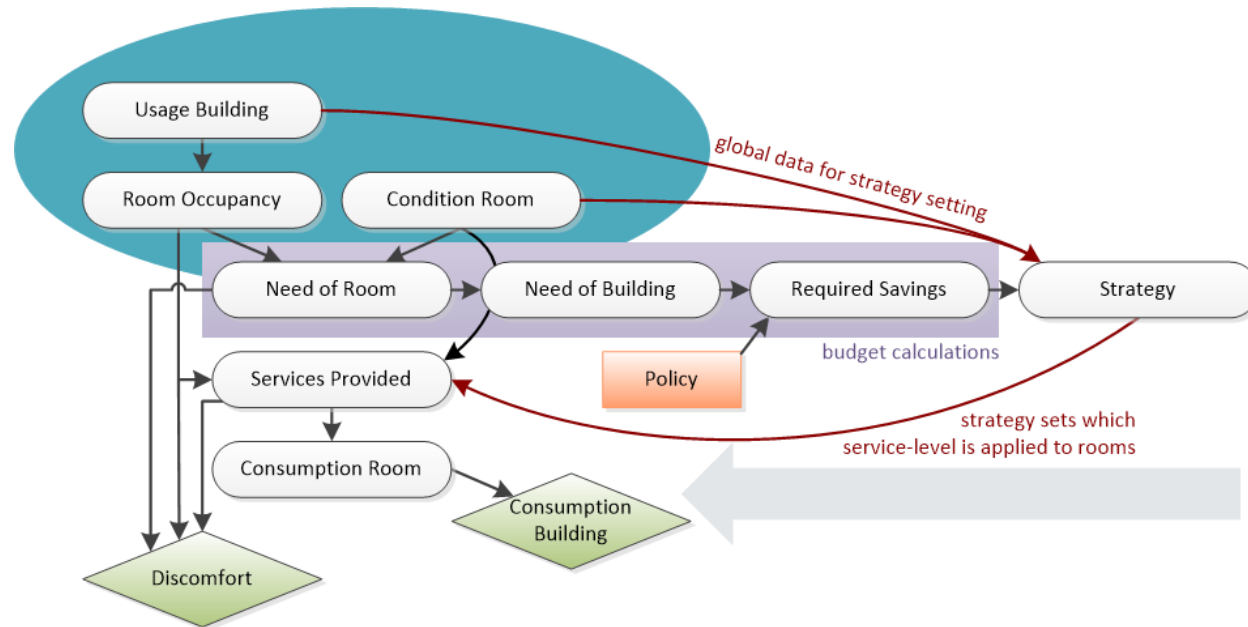 Usage Building
global data for strategy setting
Room Occupancy
Condition Room
Need of Room
Need of Building
Required Savings
Strategy
budget calculations
Services Provided
Policy
strategy sets which
service-level is applied to rooms
Consumption Room
Consumption
Building
Discomfort